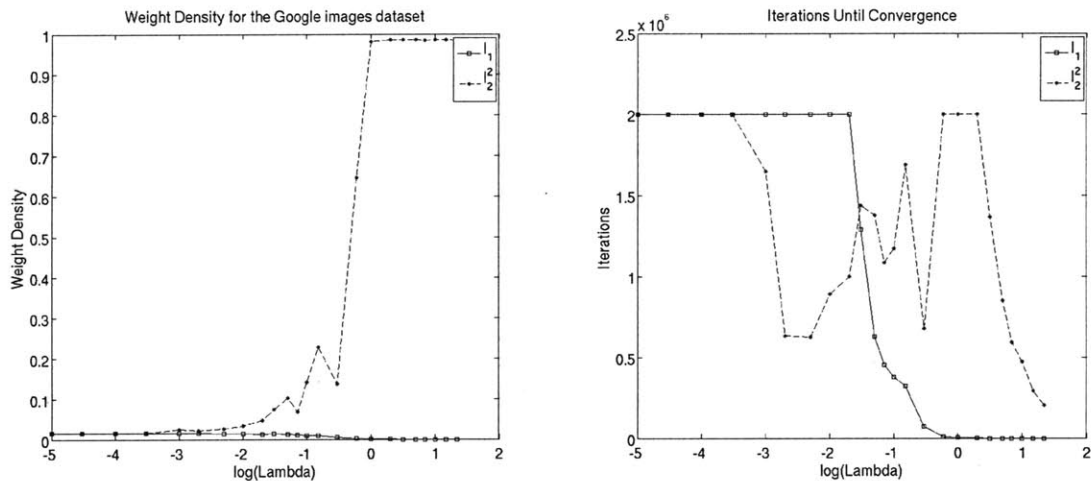 Weight Density for the Google images dataset
1
0.9
0.8
0.7
0.6
0.5
0.4
0.3
0.2
0.1
0
Weight Density
-5 -4 -3 -2 -1 0 1 2
log(Lambda)
l1
l2^2
Iterations Until Convergence
x 10^6
2.5
2
1.5
1
0.5
0
Iterations
-5 -4 -3 -2 -1 0 1 2
log(Lambda)
l1
l2^2